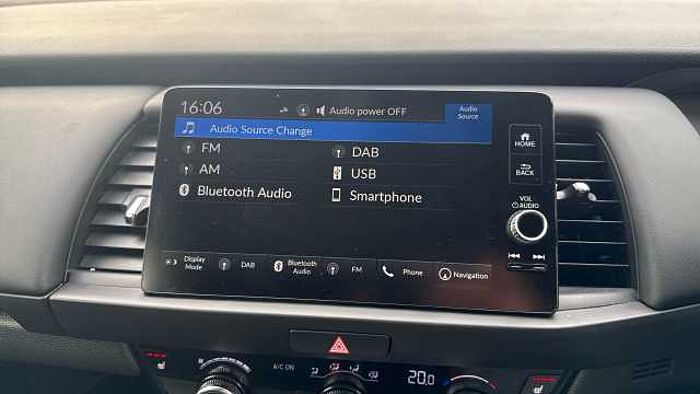 16:06 Audio power OFF
Audio
Source
Audio Source Change
FM DAB
AM USB
Bluetooth Audio Smartphone
HOME
BACK
VOL
AUDIO
Display
Mode
DAB
Bluetooth
Audio
FM
Phone
Navigation
A/C ON
20.0